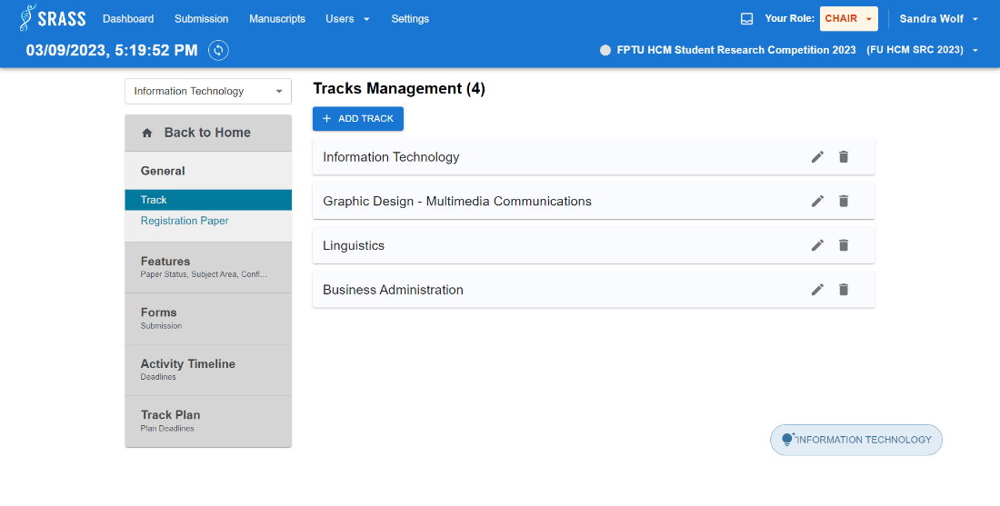 SRASS Dashboard Submission Manuscripts Users Settings Your Role: CHAIR Sandra Wolf
03/09/2023, 5:19:52 PM FPTU HCM Student Research Competition 2023 (FU HCM SRC 2023)
Information Technology
Back to Home
General
Track
Registration Paper
Features
Paper Status, Subject Area, Confl...
Forms
Submission
Activity Timeline
Deadlines
Track Plan
Plan Deadlines
Tracks Management (4)
+ ADD TRACK
Information Technology
Graphic Design - Multimedia Communications
Linguistics
Business Administration
INFORMATION TECHNOLOGY